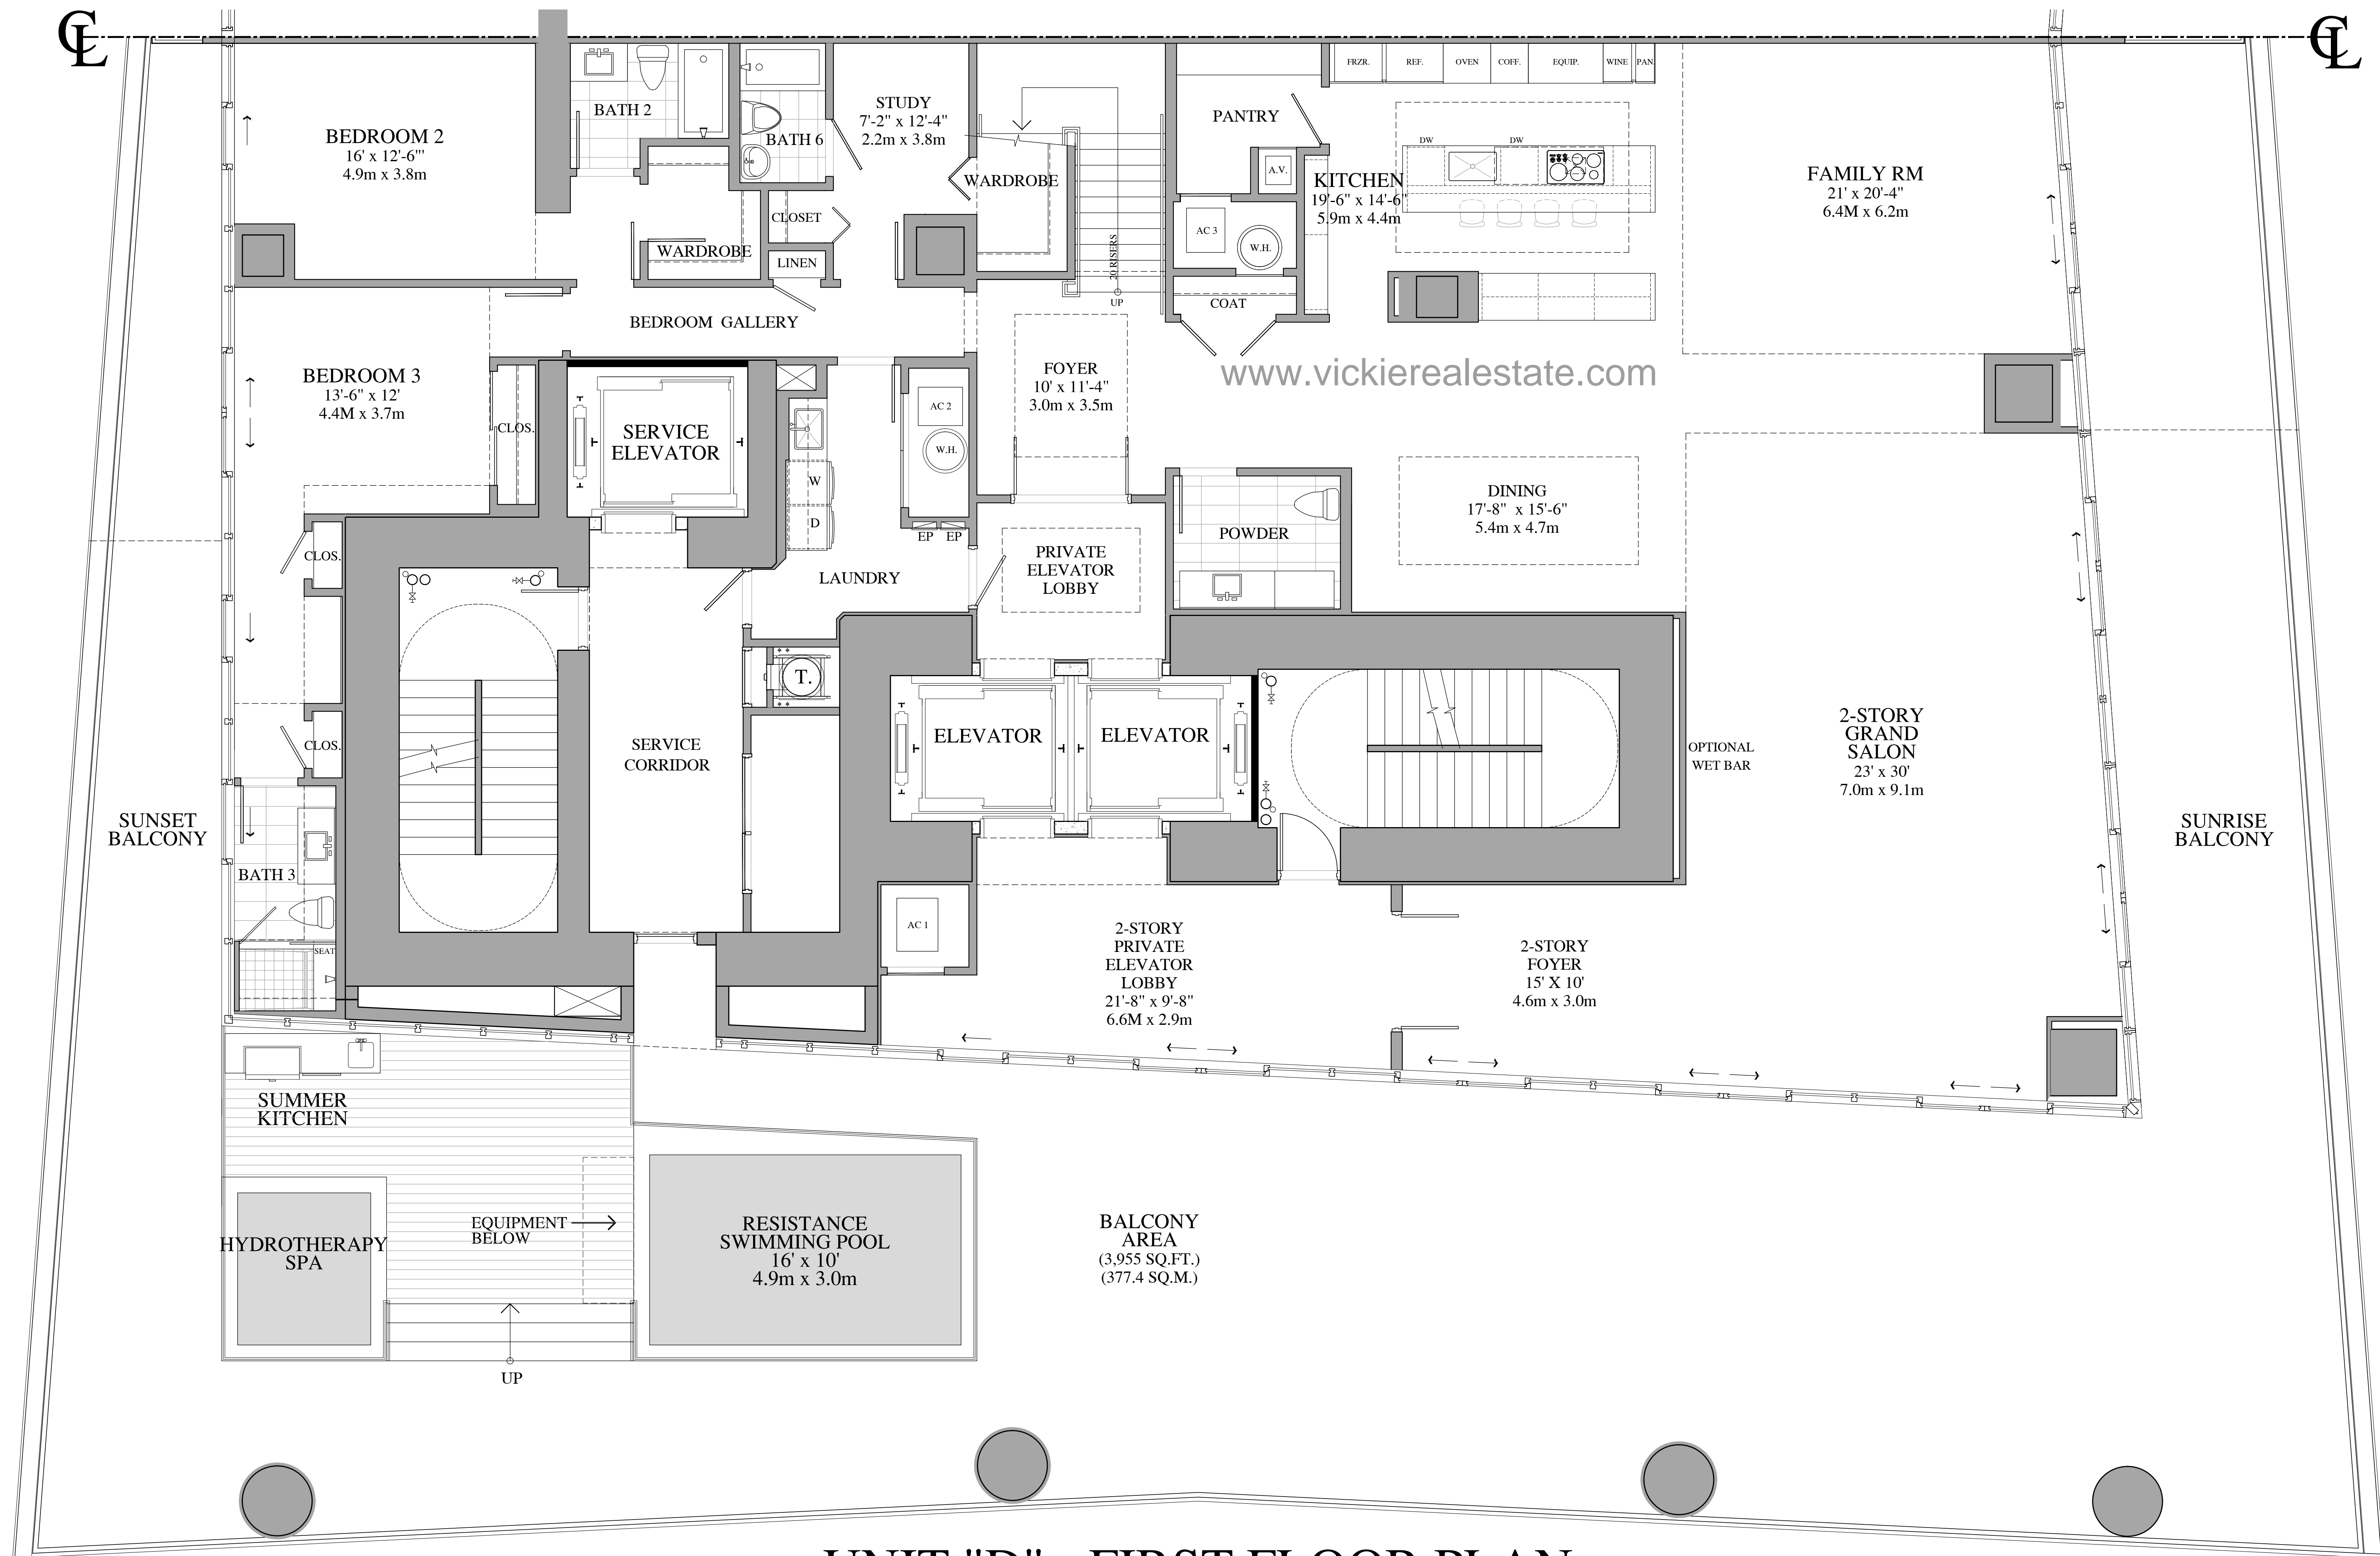 CL
CL
BEDROOM 2
16' x 12'-6"'
4.9m x 3.8m
BATH 2
BATH 6
STUDY
7'-2" x 12'-4"
2.2m x 3.8m
WARDROBE
WARDROBE
CLOSET
LINEN
20 RISERS
UP
PANTRY
A.V.
AC 3
W.H.
COAT
FRZR.
REF.
OVEN
COFF.
EQUIP.
WINE
PAN.
DW
DW
KITCHEN
19'-6" x 14'-6"
5.9m x 4.4m
FAMILY RM
21' x 20'-4"
6.4M x 6.2m
BEDROOM GALLERY
BEDROOM 3
13'-6" x 12'
4.4M x 3.7m
CLOS.
SERVICE
ELEVATOR
AC 2
W.H.
W
D
EP EP
LAUNDRY
FOYER
10' x 11'-4"
3.0m x 3.5m
www.vickierealestate.com
PRIVATE
ELEVATOR
LOBBY
POWDER
DINING
17'-8" x 15'-6"
5.4m x 4.7m
CLOS.
CLOS.
T.
SERVICE
CORRIDOR
ELEVATOR
ELEVATOR
OPTIONAL
WET BAR
2-STORY
GRAND
SALON
23' x 30'
7.0m x 9.1m
SUNSET
BALCONY
SUNRISE
BALCONY
BATH 3
SEAT
AC 1
2-STORY
PRIVATE
ELEVATOR
LOBBY
21'-8" x 9'-8"
6.6M x 2.9m
2-STORY
FOYER
15' X 10'
4.6m x 3.0m
SUMMER
KITCHEN
HYDROTHERAPY
SPA
EQUIPMENT
BELOW
RESISTANCE
SWIMMING POOL
16' x 10'
4.9m x 3.0m
BALCONY
AREA
(3,955 SQ.FT.)
(377.4 SQ.M.)
UP
UNIT "D" - FIRST FLOOR PLAN